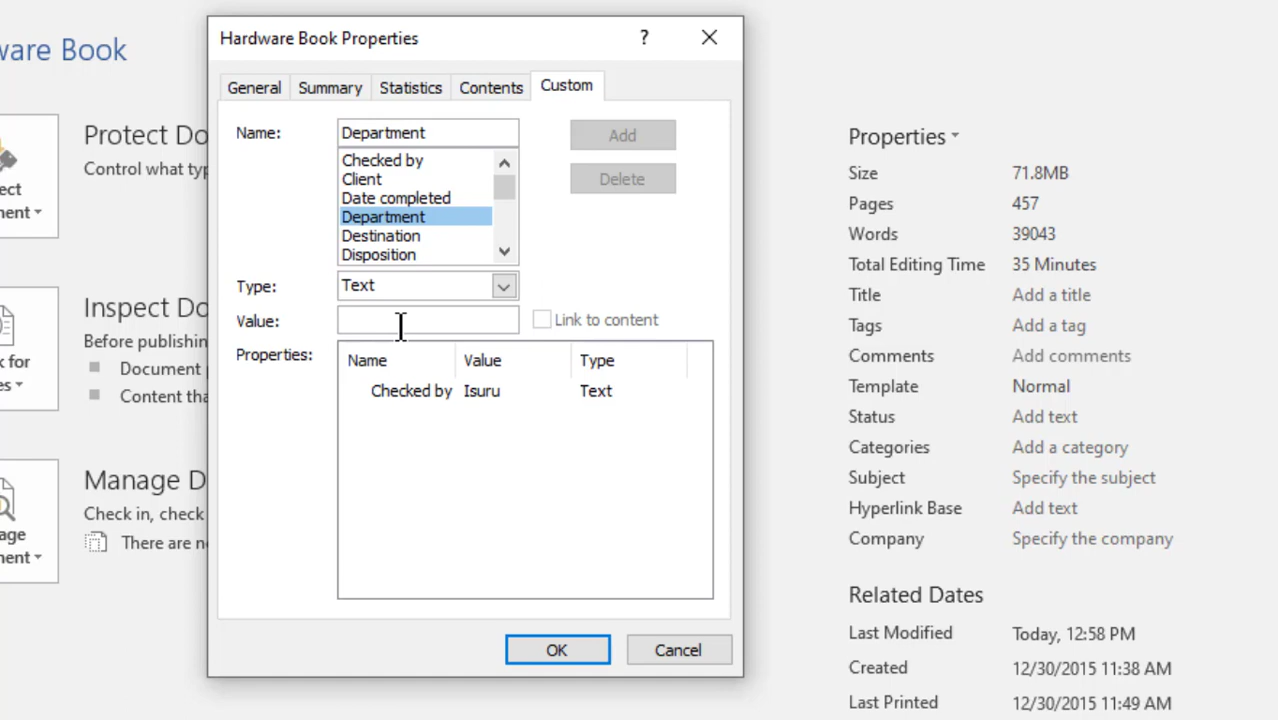 ware Book
Hardware Book Properties
?
General
Summary
Statistics
Contents
Custom
Name:
Department
Add
Checked by
Client
Date completed
Department
Destination
Disposition
Delete
Type:
Text
Value:
Link to content
Properties:
Name Value Type
Checked by Isuru Text
OK
Cancel
Protect Do
Control what typ
ect
ment
Inspect Do
Before publishin
Document p
Content tha
k for
es
Manage D
Check in, check
There are no
age
ment
Properties
Size 71.8MB
Pages 457
Words 39043
Total Editing Time 35 Minutes
Title Add a title
Tags Add a tag
Comments Add comments
Template Normal
Status Add text
Categories Add a category
Subject Specify the subject
Hyperlink Base Add text
Company Specify the company
Related Dates
Last Modified Today, 12:58 PM
Created 12/30/2015 11:38 AM
Last Printed 12/30/2015 11:49 AM